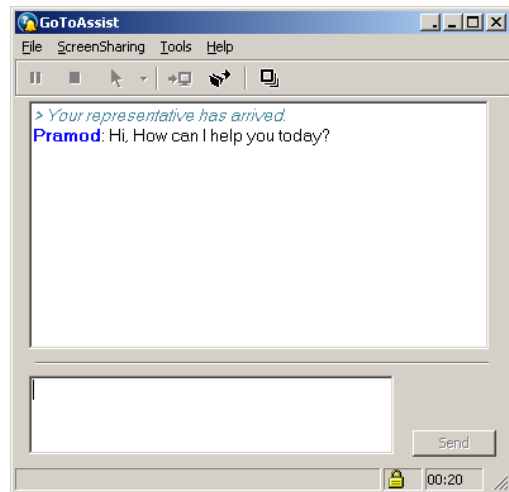 GoToAssist
File ScreenSharing Tools Help
> Your representative has arrived.
Pramod: Hi, How can I help you today?
Send
00:20